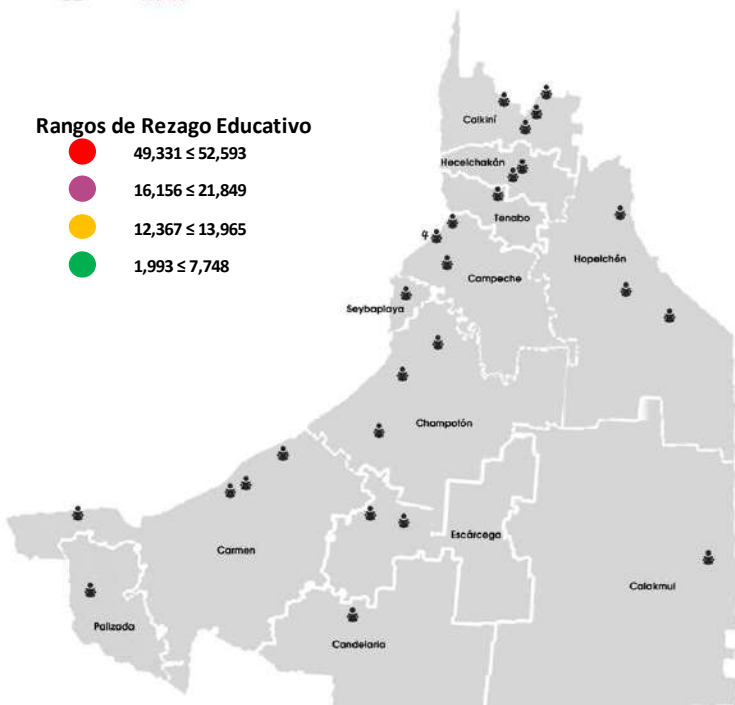 Rangos de Rezago Educativo
49,331 ≤ 52,593
16,156 ≤ 21,849
12,367 ≤ 13,965
1,993 ≤ 7,748
Calkiní
Hecelchakán
Tenabo
4
Hopelchén
Campeche
Seybaplaya
Champotón
Escárcega
Carmen
Calakmul
Palizada
Candelaria